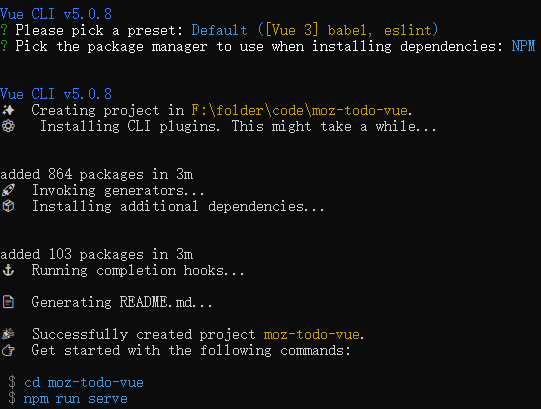 Vue CLI v5.0.8
? Please pick a preset: Default ([Vue 3] babel, eslint)
? Pick the package manager to use when installing dependencies: NPM
Vue CLI v5.0.8
Creating project in F:\folder\code\moz-todo-vue.
Installing CLI plugins. This might take a while...
added 864 packages in 3m
Invoking generators...
Installing additional dependencies...
added 103 packages in 3m
Running completion hooks...
Generating README.md...
Successfully created project moz-todo-vue.
Get started with the following commands:
$ cd moz-todo-vue
$ npm run serve